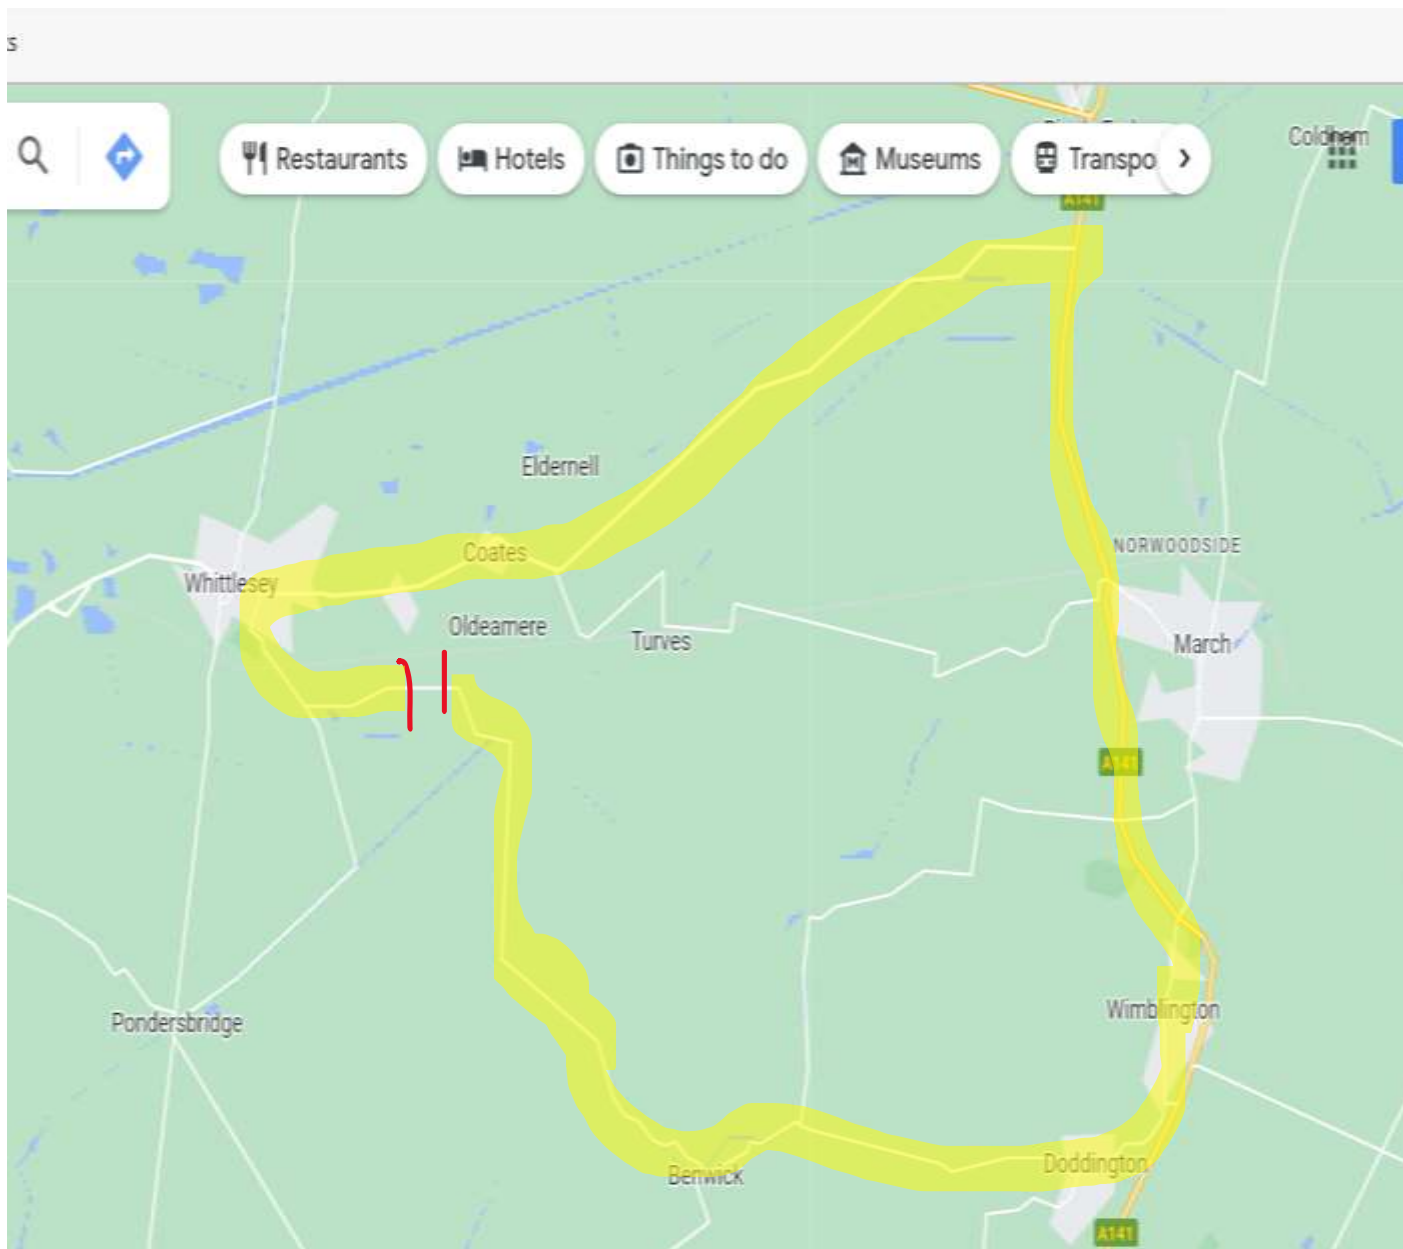 Restaurants
Hotels
Things to do
Museums
Transpo
Coldham
A141
Eldernell
NORWOODSIDE
Coates
Whittlesey
Oldeamere
Turves
March
A141
Wimblington
Pondersbridge
Doddington
Benwick
A141